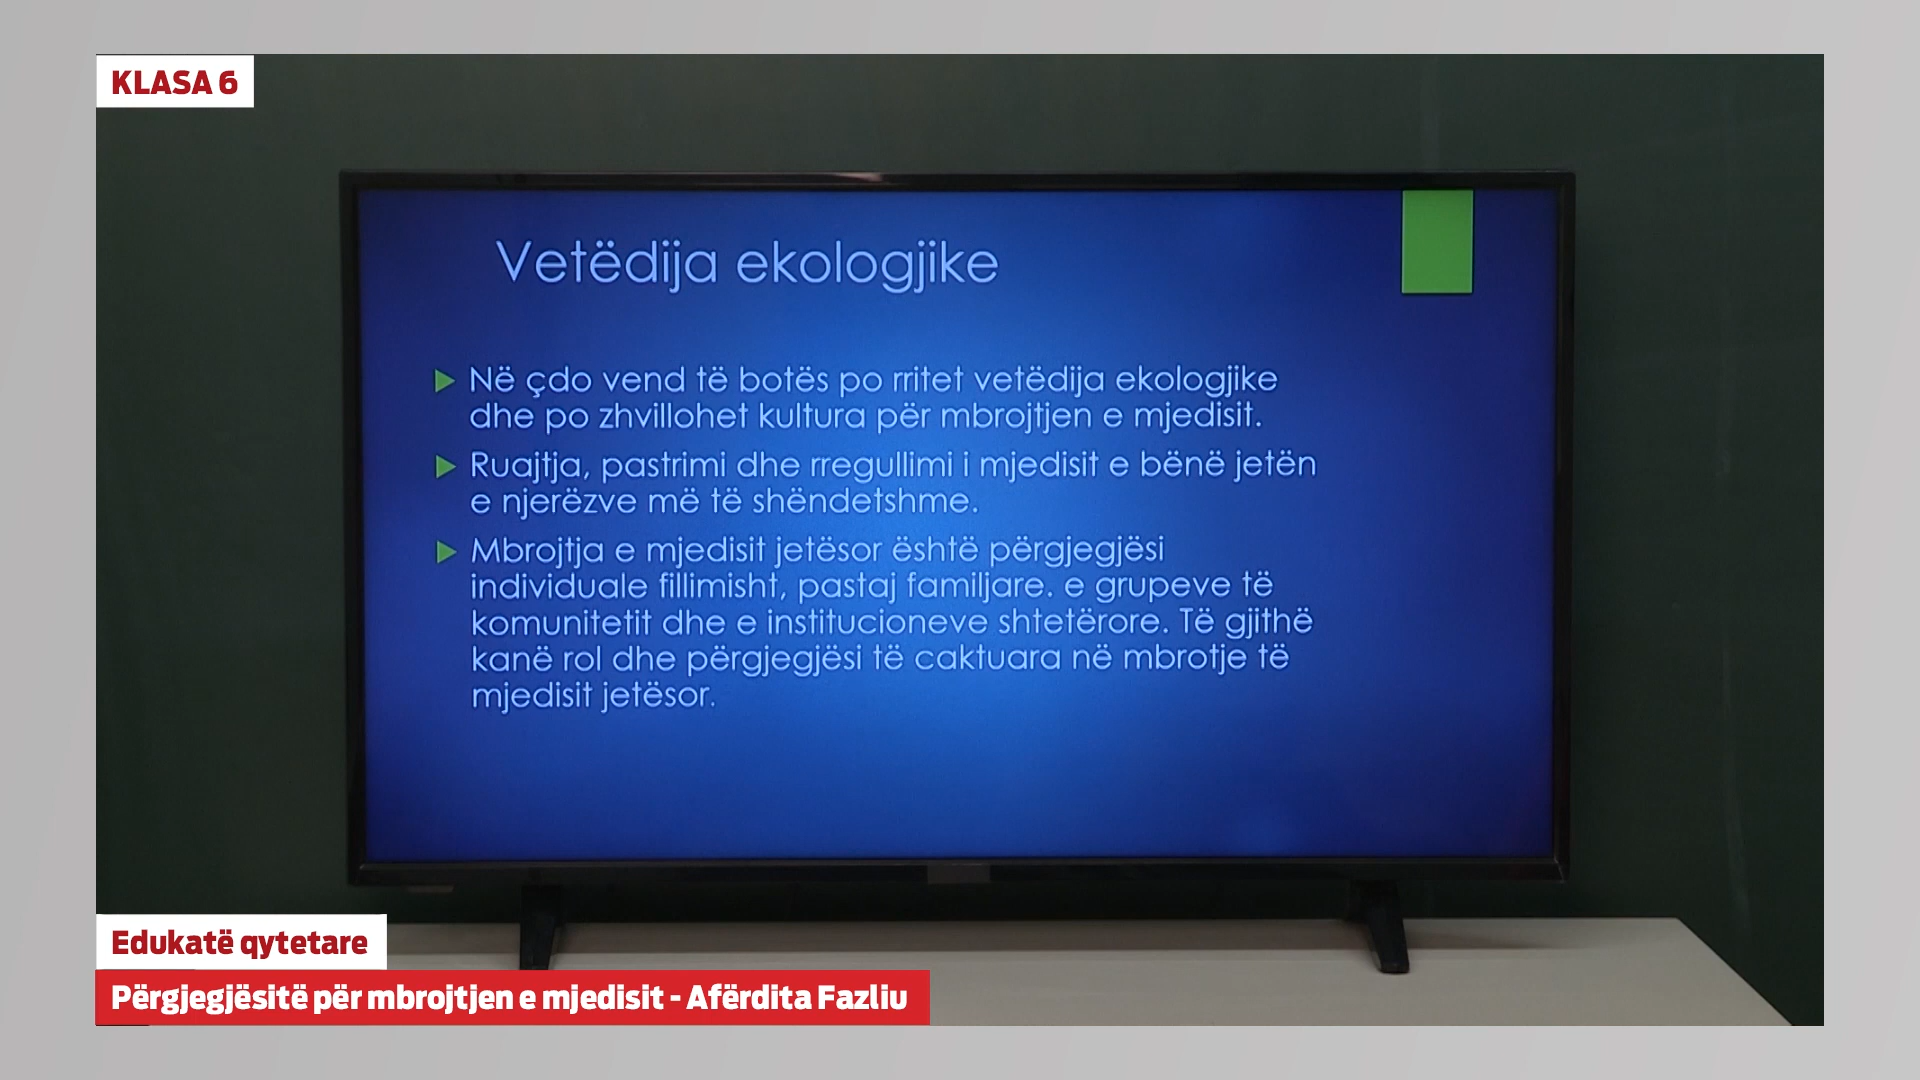 KLASA 6
Vetëdija ekologjike
Në çdo vend të botës po rritet vetëdija ekologjike
dhe po zhvillohet kultura për mbrojtjen e mjedisit.
Ruajtja, pastrimi dhe rregullimi i mjedisit e bënë jetën
e njerëzve më të shëndetshme.
Mbrojtja e mjedisit jetësor është përgjegjësi
individuale fillimisht, pastaj familjare. e grupeve të
komunitetit dhe e institucioneve shtetërore. Të gjithë
kanë rol dhe përgjegjësi të caktuara në mbrotje të
mjedisit jetësor.
Edukatë qytetare
Përgjegjësitë për mbrojtjen e mjedisit - Afërdita Fazliu